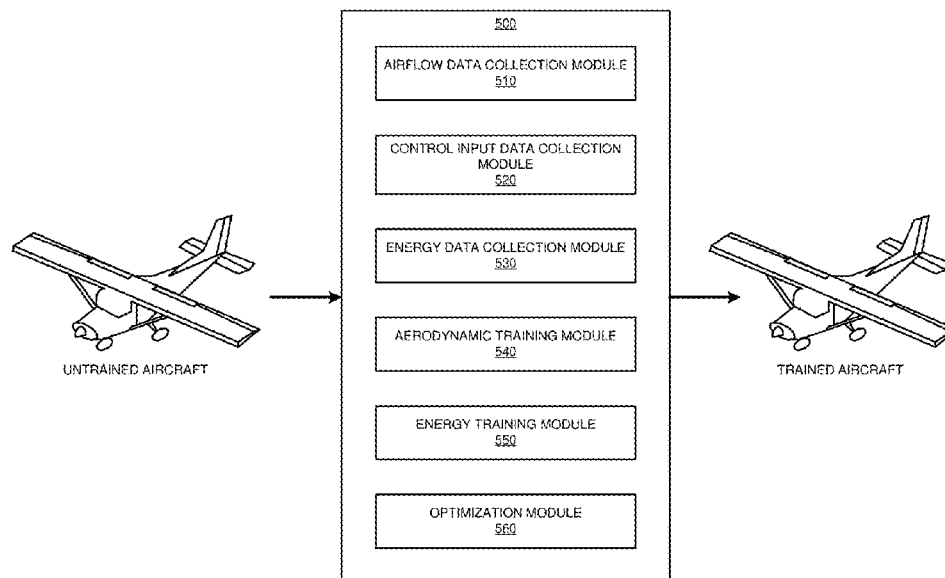 500
AIRFLOW DATA COLLECTION MODULE
510
CONTROL INPUT DATA COLLECTION
MODULE
520
ENERGY DATA COLLECTION MODULE
530
AERODYNAMIC TRAINING MODULE
540
ENERGY TRAINING MODULE
550
OPTIMIZATION MODULE
560
UNTRAINED AIRCRAFT
TRAINED AIRCRAFT